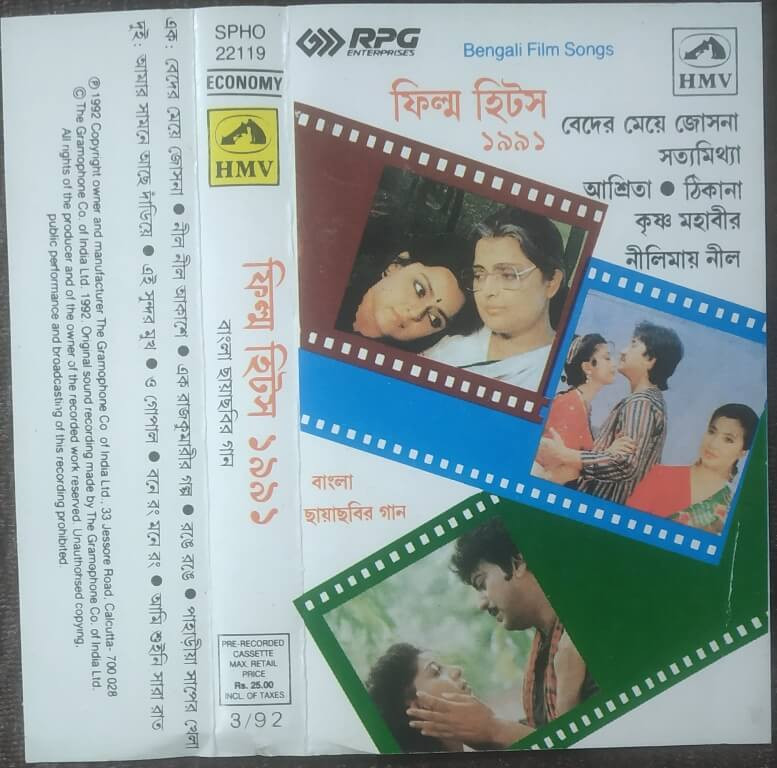 RPG
ENTERPRISES
Bengali Film Songs
HMV
ফিল্ম হিটস
১৯৯১
বেদের মেয়ে জোসনা
সত্যমিথ্যা
আশ্রিতা ● ঠিকানা
কৃষ্ণ মহাবীর
নীলিমায় নীল
বাংলা
ছায়াছবির গান
SPHO
22119
ECONOMY
HMV
ফিল্ম হিটস ১৯৯১
বাংলা ছায়াছবির গান
PRE-RECORDED
CASSETTE
MAX. RETAIL
PRICE
Rs. 25.00
INCL. OF TAXES
3/92
এক: বেদের মেয়ে জোসনা ● নীল নীল আকাশে ● এক রাজকুমারীর গল্প ● রঙে রঙে ● পাহাড়ীয়া সাপের খেলা
দুই: আমার সামনে আছে দাঁড়িয়ে ● এই সুন্দর মুখ ● ও গোপাল ● বনে রং মনে রং ● আমি শুইনি সারা রাত
℗ 1992 Copyright owner and manufacturer The Gramophone Co of India Ltd., 33 Jessore Road, Calcutta- 700 028
© The Gramophone Co. of India Ltd. 1992. Original sound recording made by The Gramophone Co. of India Ltd.
All rights of the producer and of the owner of the recorded work reserved. Unauthorised copying,
public performance and broadcasting of this recording prohibited.